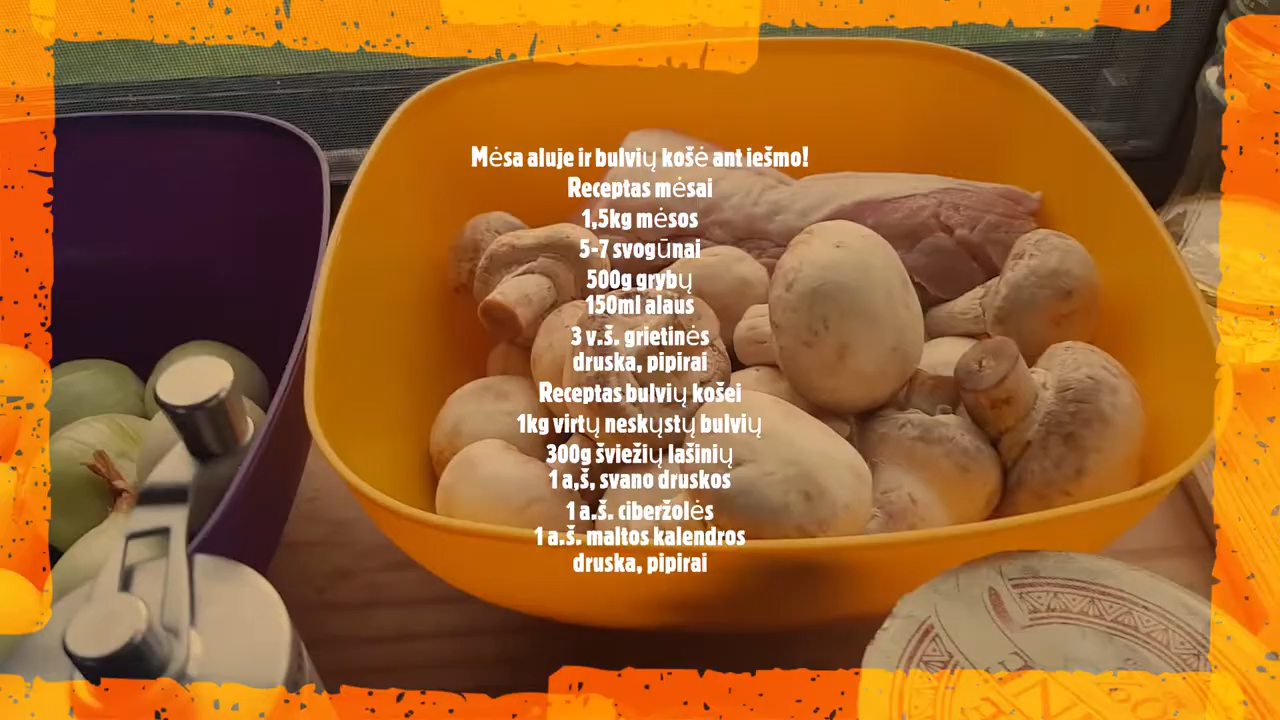 Mėsa aluje ir bulvių košė ant iešmo!
Receptas mėsai
1,5kg mėsos
5-7 svogūnai
500g grybų
150ml alaus
3 v.š. grietinės
druska, pipirai
Receptas bulvių košei
1kg virtų neskųstų bulvių
300g šviežių lašinių
1 a,š, svano druskos
1 a.š. ciberžolės
1 a.š. maltos kalendros
druska, pipirai